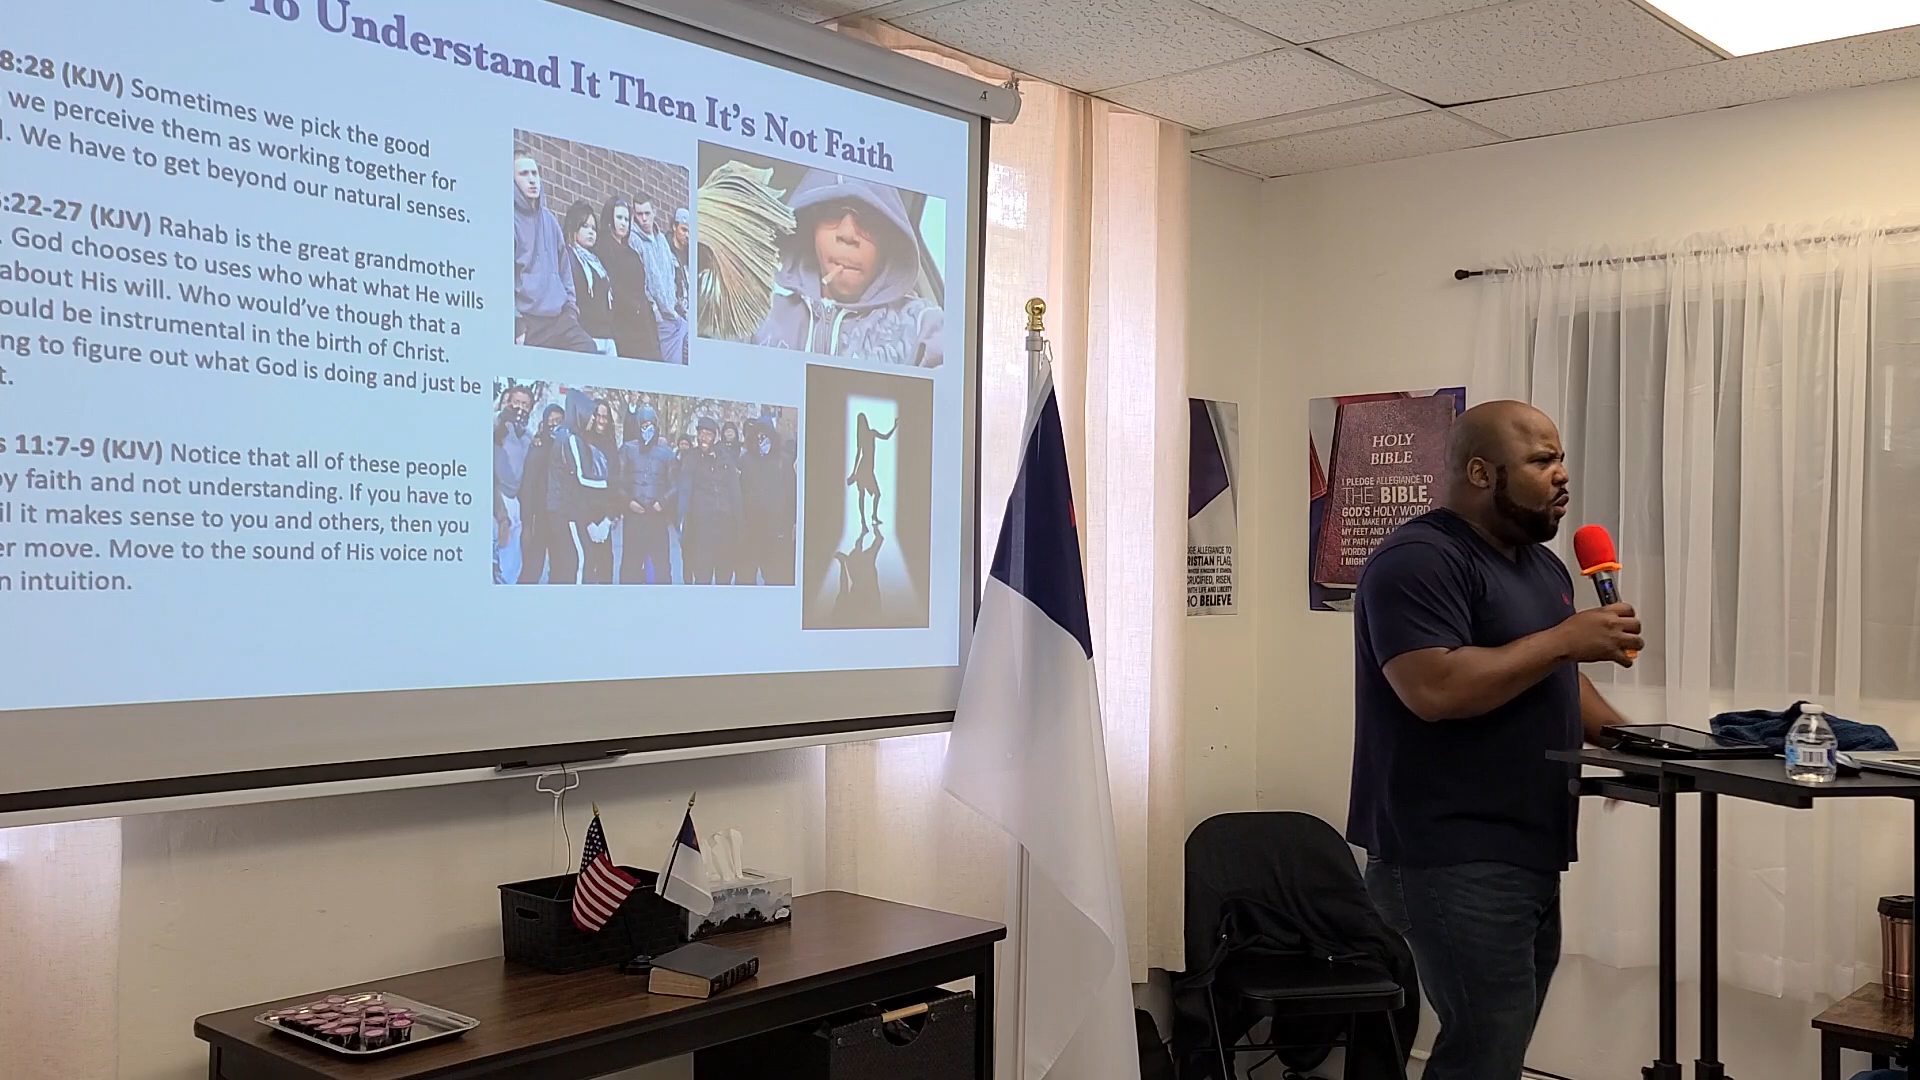 To Understand It Then It's Not Faith
8:28 (KJV) Sometimes we pick the good
we perceive them as working together for
. We have to get beyond our natural senses.
:22-27 (KJV) Rahab is the great grandmother
. God chooses to uses who what what He wills
about His will. Who would've though that a
ould be instrumental in the birth of Christ.
ng to figure out what God is doing and just be
t.
s 11:7-9 (KJV) Notice that all of these people
by faith and not understanding. If you have to
il it makes sense to you and others, then you
er move. Move to the sound of His voice not
n intuition.
HOLY
BIBLE
I PLEDGE ALLEGIANCE TO
THE BIBLE,
GOD'S HOLY WORD
I WILL MAKE IT A LAM
MY FEET AND A
MY PATH AND
WORDS
I MIGHT
GE ALLEGIANCE TO
RISTIAN FLAG,
CRUCIFIED, RISEN,
WITH LIFE AND LIBERTY
HO BELIEVE